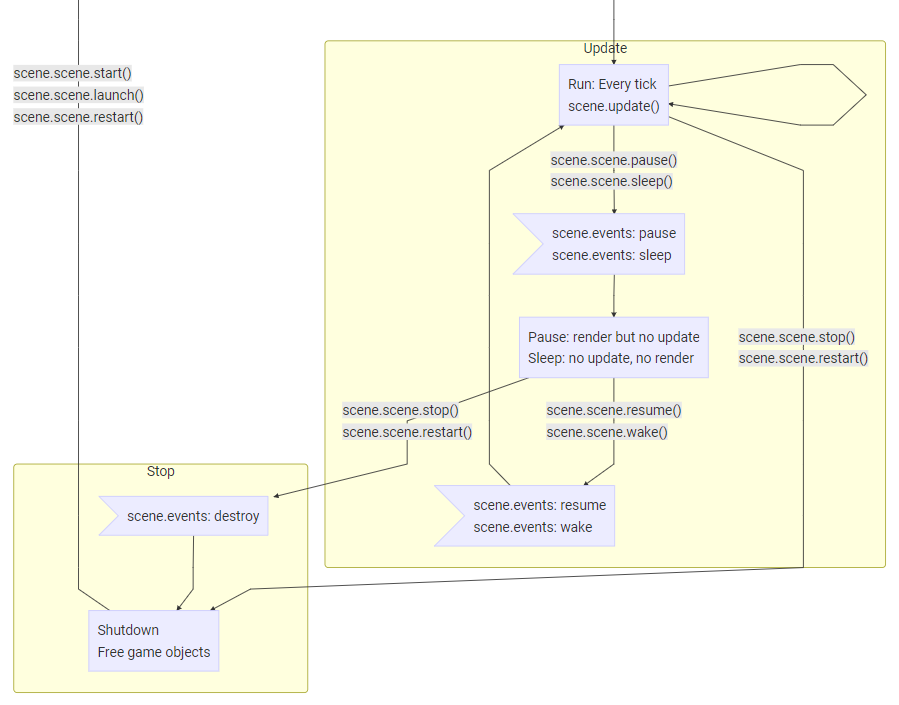 Update
scene.scene.start()
scene.scene.launch()
scene.scene.restart()
Run: Every tick
scene.update()
scene.scene.pause()
scene.scene.sleep()
scene.events: pause
scene.events: sleep
Pause: render but no update
Sleep: no update, no render
scene.scene.stop()
scene.scene.restart()
scene.scene.stop()
scene.scene.restart()
scene.scene.resume()
scene.scene.wake()
Stop
scene.events: destroy
scene.events: resume
scene.events: wake
Shutdown
Free game objects